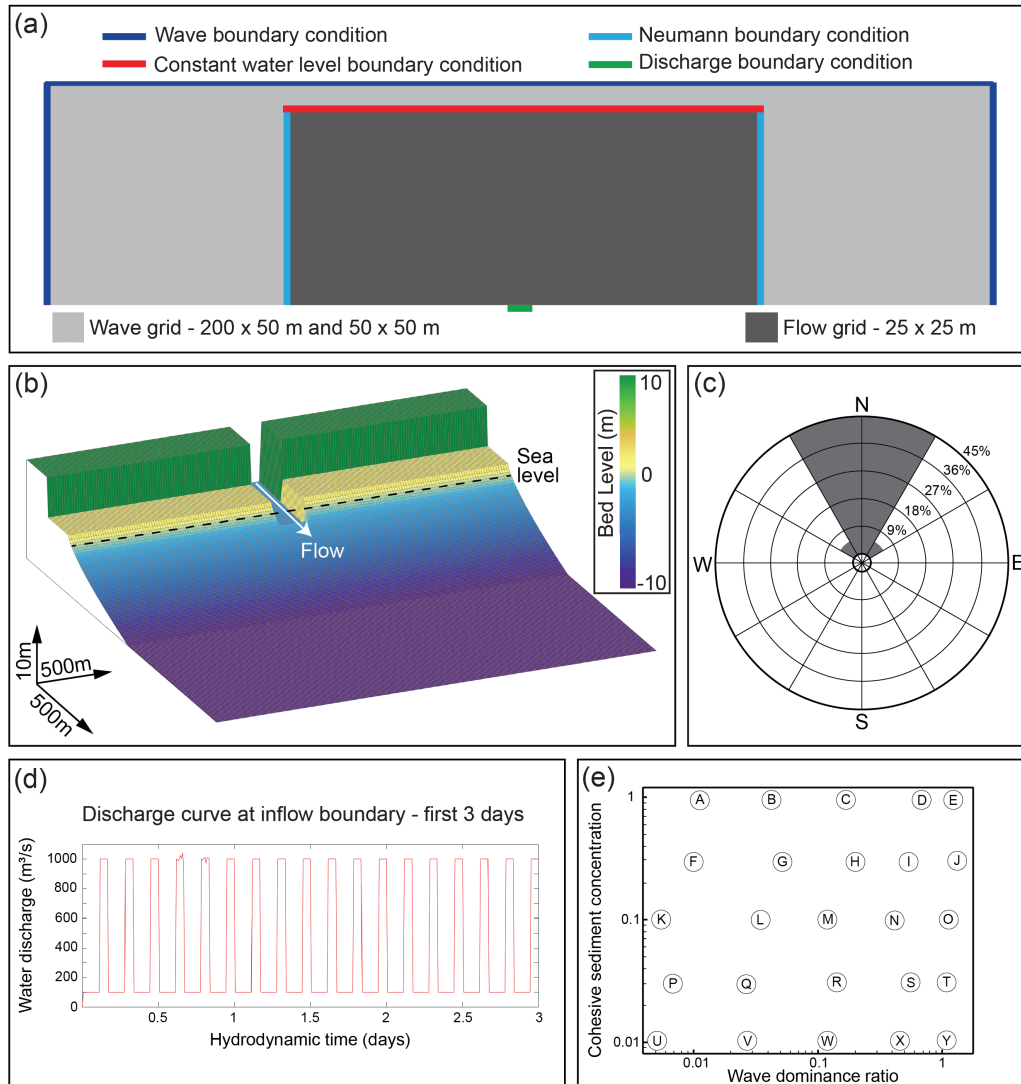 (a)
Wave boundary condition
Neumann boundary condition
Constant water level boundary condition
Discharge boundary condition
Wave grid - 200 x 50 m and 50 x 50 m
Flow grid - 25 x 25 m
(b)
10
Bed Level (m)
0
-10
Sea
level
Flow
10m
500m
500m
(c)
N
45%
36%
27%
18%
9%
W
E
S
(d)
Discharge curve at inflow boundary - first 3 days
Water discharge (m³/s)
1000
800
600
400
200
0
0.5
1
1.5
2
2.5
3
Hydrodynamic time (days)
(e)
Cohesive sediment concentration
1
0.1
0.01
A B C D E
F G H I J
K L M N O
P Q R S T
U V W X Y
0.01
0.1
1
Wave dominance ratio